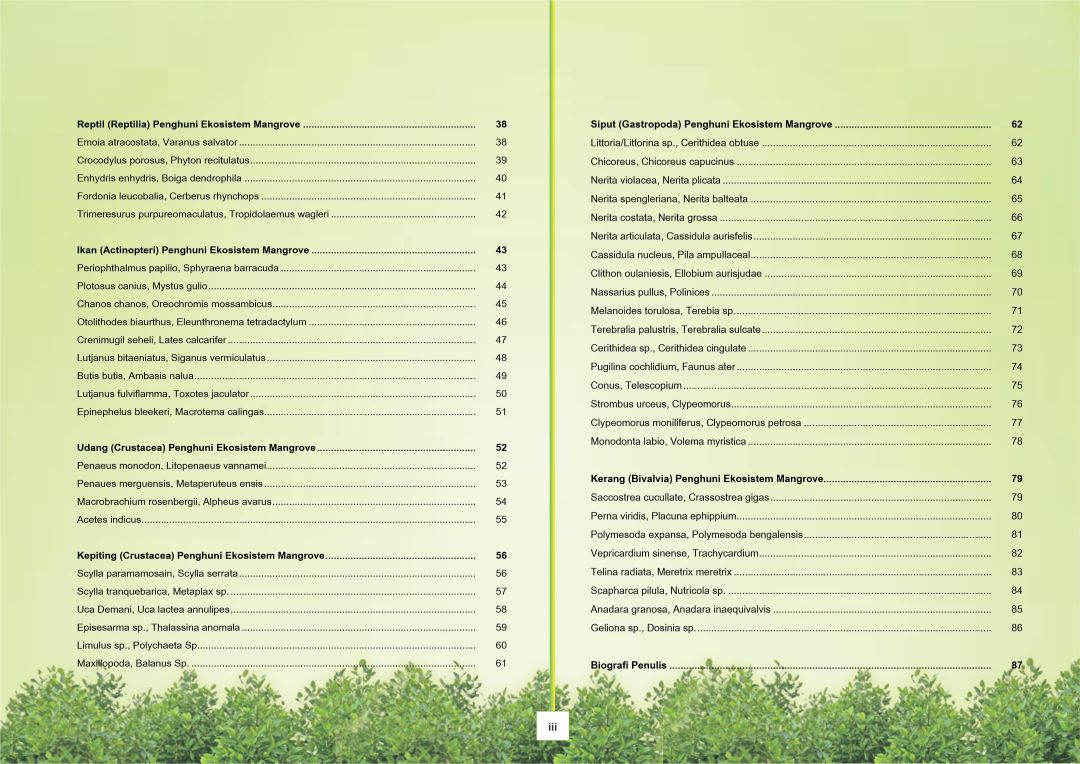 Reptil (Reptilia) Penghuni Ekosistem Mangrove ............................................................... 38
Emoia atracostata, Varanus salvator ...................................................................................... 38
Crocodylus porosus, Phyton recitulatus.................................................................................. 39
Enhydris enhydris, Boiga dendrophila .................................................................................... 40
Fordonia leucobalia, Cerberus rhynchops .............................................................................. 41
Trimeresurus purpureomaculatus, Tropidolaemus wagleri ..................................................... 42
Ikan (Actinopteri) Penghuni Ekosistem Mangrove ............................................................ 43
Periophthalmus papilio, Sphyraena barracuda ....................................................................... 43
Plotosus canius, Mystus gulio................................................................................................. 44
Chanos chanos, Oreochromis mossambicus.......................................................................... 45
Otolithodes biaurthus, Eleunthronema tetradactylum ............................................................. 46
Crenimugil seheli, Lates calcarifer .......................................................................................... 47
Lutjanus bitaeniatus, Siganus vermiculatus............................................................................ 48
Butis butis, Ambasis nalua...................................................................................................... 49
Lutjanus fulviflamma, Toxotes jaculator .................................................................................. 50
Epinephelus bleekeri, Macrotema calingas............................................................................. 51
Udang (Crustacea) Penghuni Ekosistem Mangrove.......................................................... 52
Penaeus monodon, Litopenaeus vannamei............................................................................ 52
Penaues merguensis, Metaperuteus ensis ............................................................................. 53
Macrobrachium rosenbergii, Alpheus avarus.......................................................................... 54
Acetes indicus......................................................................................................................... 55
Kepiting (Crustacea) Penghuni Ekosistem Mangrove....................................................... 56
Scylla paramamosain, Scylla serrata...................................................................................... 56
Scylla tranquebarica, Metaplax sp. ......................................................................................... 57
Uca Demani, Uca lactea annulipes......................................................................................... 58
Episesarma sp., Thalassina anomala ..................................................................................... 59
Limulus sp., Polychaeta Sp..................................................................................................... 60
Maxillopoda, Balanus Sp. ....................................................................................................... 61
Siput (Gastropoda) Penghuni Ekosistem Mangrove ......................................................... 62
Littoria/Littorina sp., Cerithidea obtuse ................................................................................... 62
Chicoreus, Chicoreus capucinus ............................................................................................ 63
Nerita violacea, Nerita plicata ................................................................................................. 64
Nerita spengleriana, Nerita balteata ....................................................................................... 65
Nerita costata, Nerita grossa .................................................................................................. 66
Nerita articulata, Cassidula aurisfelis...................................................................................... 67
Cassidula nucleus, Pila ampullaceal....................................................................................... 68
Clithon oulaniesis, Ellobium aurisjudae .................................................................................. 69
Nassarius pullus, Polinices ..................................................................................................... 70
Melanoides torulosa, Terebia sp............................................................................................. 71
Terebralia palustris, Terebralia sulcate................................................................................... 72
Cerithidea sp., Cerithidea cingulate ........................................................................................ 73
Pugilina cochlidium, Faunus ater ............................................................................................ 74
Conus, Telescopium ............................................................................................................... 75
Strombus urceus, Clypeomorus.............................................................................................. 76
Clypeomorus moniliferus, Clypeomorus petrosa .................................................................... 77
Monodonta labio, Volema myristica ........................................................................................ 78
Kerang (Bivalvia) Penghuni Ekosistem Mangrove............................................................. 79
Saccostrea cucullate, Crassostrea gigas................................................................................ 79
Perna viridis, Placuna ephippium............................................................................................ 80
Polymesoda expansa, Polymesoda bengalensis.................................................................... 81
Vepricardium sinense, Trachycardium.................................................................................... 82
Telina radiata, Meretrix meretrix ............................................................................................. 83
Scapharca pilula, Nutricola sp. ............................................................................................... 84
Anadara granosa, Anadara inaequivalvis ............................................................................... 85
Geliona sp., Dosinia sp. .......................................................................................................... 86
Biografi Penulis .................................................................................................................... 87
iii